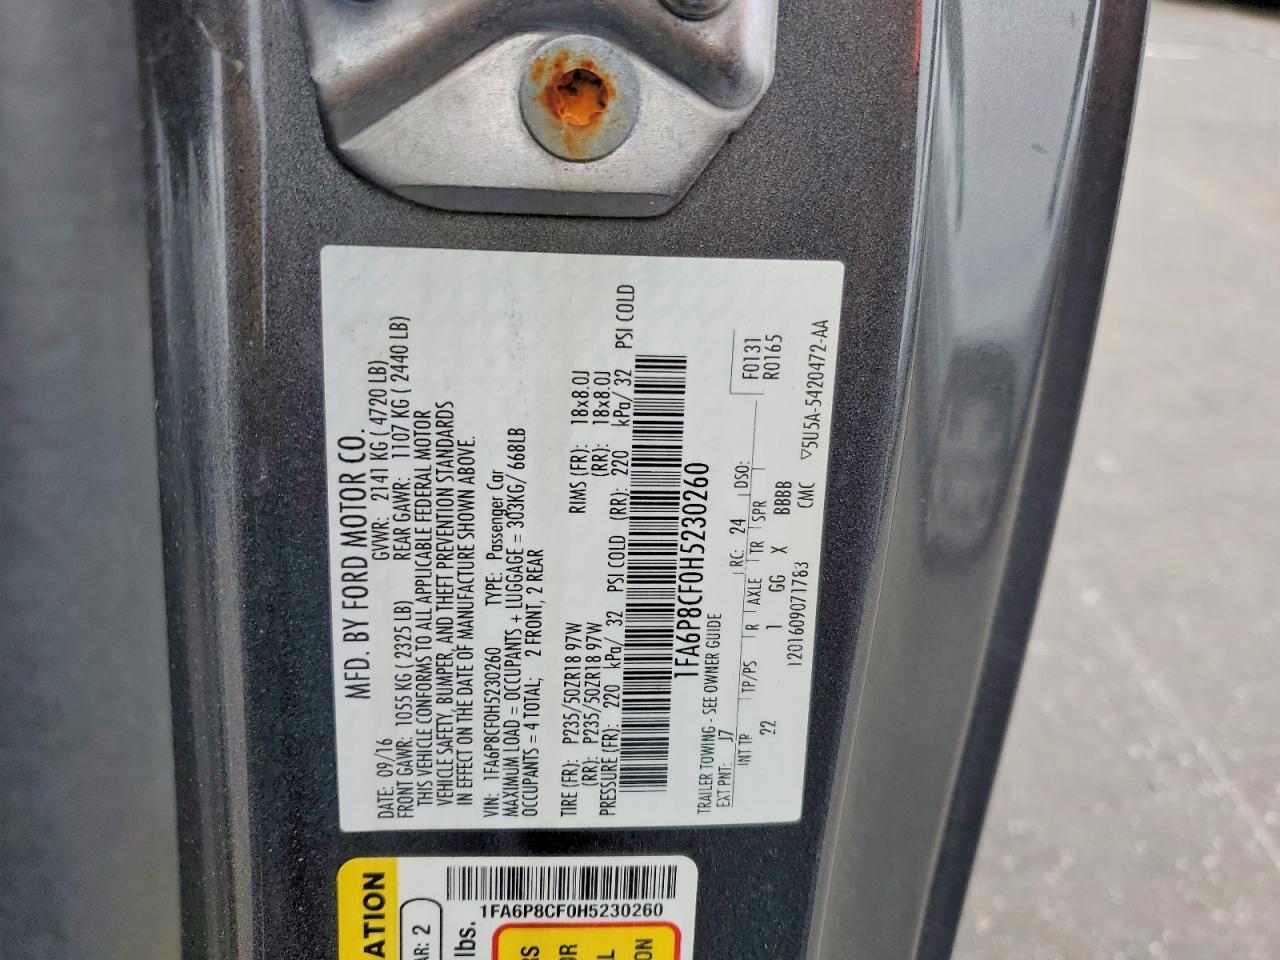 MFD. BY FORD MOTOR CO.
DATE: 09/16 GVWR: 2141 KG ( 4720 LB)
FRONT GAWR: 1055 KG ( 2325 LB) REAR GAWR: 1107 KG ( 2440 LB)
THIS VEHICLE CONFORMS TO ALL APPLICABLE FEDERAL MOTOR
VEHICLE SAFETY, BUMPER, AND THEFT PREVENTION STANDARDS
IN EFFECT ON THE DATE OF MANUFACTURE SHOWN ABOVE.
VIN: 1FA6P8CF0H5230260 TYPE: Passenger Car
MAXIMUM LOAD = OCCUPANTS + LUGGAGE = 303KG/ 668LB
OCCUPANTS = 4 TOTAL; 2 FRONT, 2 REAR
TIRE (FR): P235/50ZR18 97W RIMS (FR): 18x8.0J
(RR): P235/50ZR18 97W (RR): 18x8.0J
PRESSURE (FR): 220 kPa/ 32 PSI COLD (RR): 220 kPa/ 32 PSI COLD
1FA6P8CF0H5230260
TRAILER TOWING - SEE OWNER GUIDE
F0131
EXT PNT: J7 RC: 24 DSO:
R0165
INT TR TP/PS R AXLE TR SPR
22 1 GG X BBBB
1201609071783 CMC ▽5U5A-5420472-AA
ATION
AR: 2
lbs.
1FA6P8CF0H5230260
RS
OR
L
ION